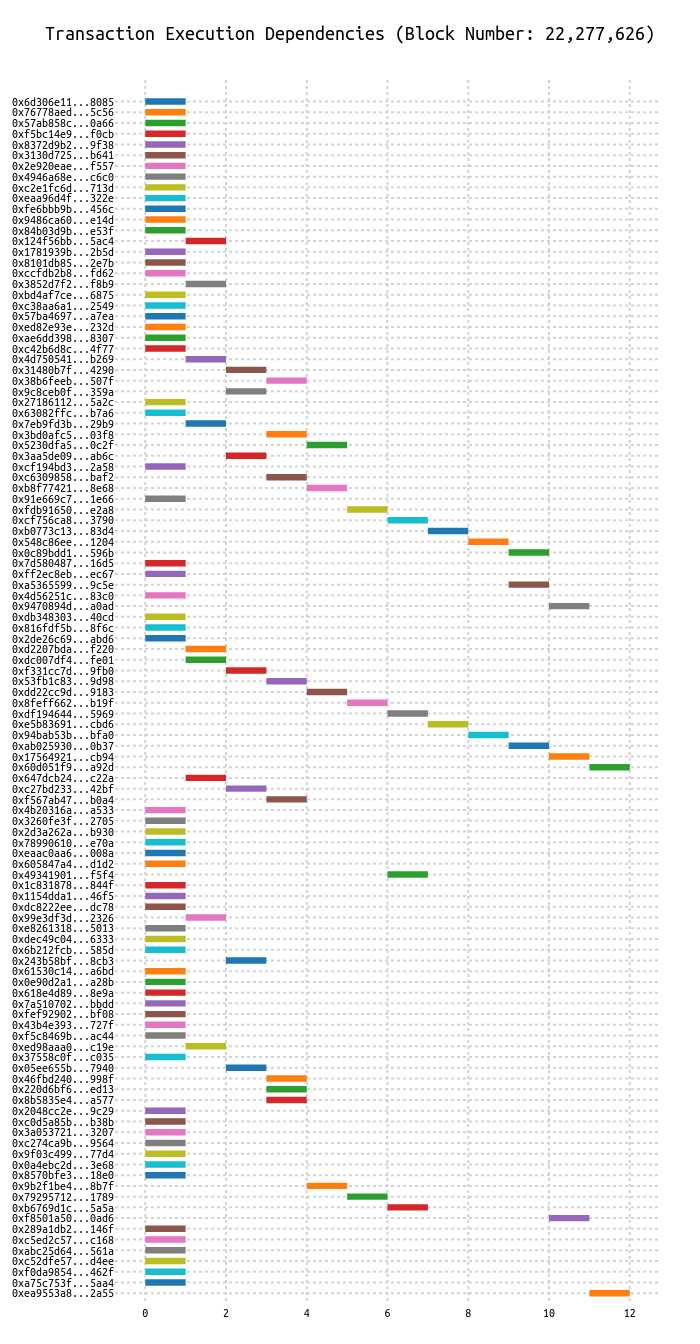 Transaction Execution Dependencies (Block Number: 22,277,626)
0x6d306e11...8085
0x76778aed...5c56
0x57ab858c...0a66
0xf5bc14e9...f0cb
0x8372d9b2...9f38
0x3130d725...b641
0x2e920eae...f557
0x4946a68e...c6c0
0xc2e1fc6d...713d
0xeaa96d4f...322e
0xfe6bbb9b...456c
0x9486ca60...e14d
0x84b03d9b...e53f
0x124f56bb...5ac4
0x1781939b...2b5d
0x8101db85...2e7b
0xccfdb2b8...fd62
0x3852d7f2...f8b9
0xbd4af7ce...6875
0xc38aa6a1...2549
0x57ba4697...a7ea
0xed82e93e...232d
0xae6dd398...8307
0xc42b6d8c...4f77
0x4d750541...b269
0x31480b7f...4290
0x38b6feeb...507f
0x9c8ceb0f...359a
0x27186112...5a2c
0x63082ffc...b7a6
0x7eb9fd3b...29b9
0x3bd0afc5...03f8
0x5230dfa5...0c2f
0x3aa5de09...ab6c
0xcf194bd3...2a58
0xc6309858...baf2
0xb8f77421...8e68
0x91e669c7...1e66
0xfdb91650...e2a8
0xcf756ca8...3790
0xb0773c13...83d4
0x548c86ee...1204
0x0c89bdd1...596b
0x7d580487...16d5
0xff2ec8eb...ec67
0xa5365599...9c5e
0x4d56251c...83c0
0x9470894d...a0ad
0xdb348303...40cd
0x816fdf5b...8f6c
0x2de26c69...abd6
0xd2207bda...f220
0xdc007df4...fe01
0xf331cc7d...9fb0
0x53fb1c83...9d98
0xdd22cc9d...9183
0x8feff662...b19f
0xdf194644...5969
0xe5b83691...cbd6
0x94bab53b...bfa0
0xab025930...0b37
0x17564921...cb94
0x60d051f9...a92d
0x647dcb24...c22a
0xc27bd233...42bf
0xf567ab47...b0a4
0x4b20316a...a533
0x3260fe3f...2705
0x2d3a262a...b930
0x78990610...e70a
0xeaac0aa6...008a
0x605847a4...d1d2
0x49341901...f5f4
0x1c831878...844f
0x1154dda1...46f5
0xdc8222ee...dc78
0x99e3df3d...2326
0xe8261318...5013
0xdec49c04...6333
0x6b212fcb...585d
0x243b58bf...8cb3
0x61530c14...a6bd
0x0e90d2a1...a28b
0x618e4d89...8e9a
0x7a510702...bbdd
0xfef92902...bf08
0x43b4e393...727f
0xf5c8469b...ac44
0xed98aaa0...c19e
0x37558c0f...c035
0x05ee655b...7940
0x46fbd240...998f
0x220d6bf6...ed13
0x8b5835e4...a577
0x2048cc2e...9c29
0xc0d5a85b...b38b
0x3a053721...3207
0xc274ca9b...9564
0x9f03c499...77d4
0x0a4ebc2d...3e68
0x8570bfe3...18e0
0x9b2f1be4...8b7f
0x79295712...1789
0xb6769d1c...5a5a
0xf8501a50...0ad6
0x289a1db2...146f
0xc5ed2c57...c168
0xabc25d64...561a
0xc52dfe57...d4ee
0xf0da9854...462f
0xa75c753f...5aa4
0xea9553a8...2a55
0 2 4 6 8 10 12